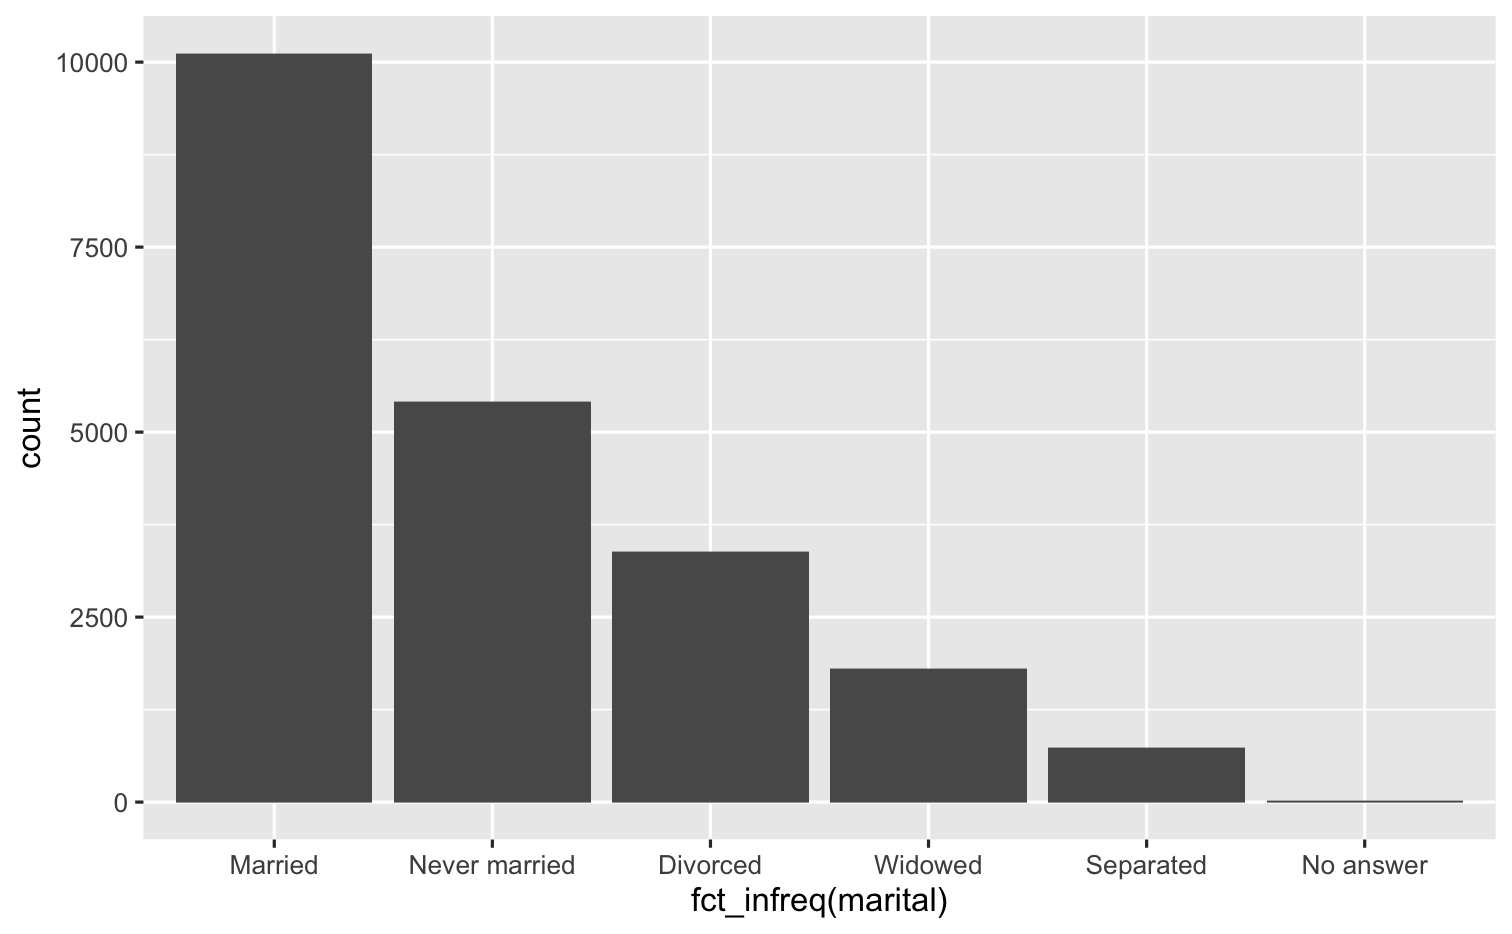 10000
7500
5000
2500
0
count
Married Never married Divorced Widowed Separated No answer
fct_infreq(marital)